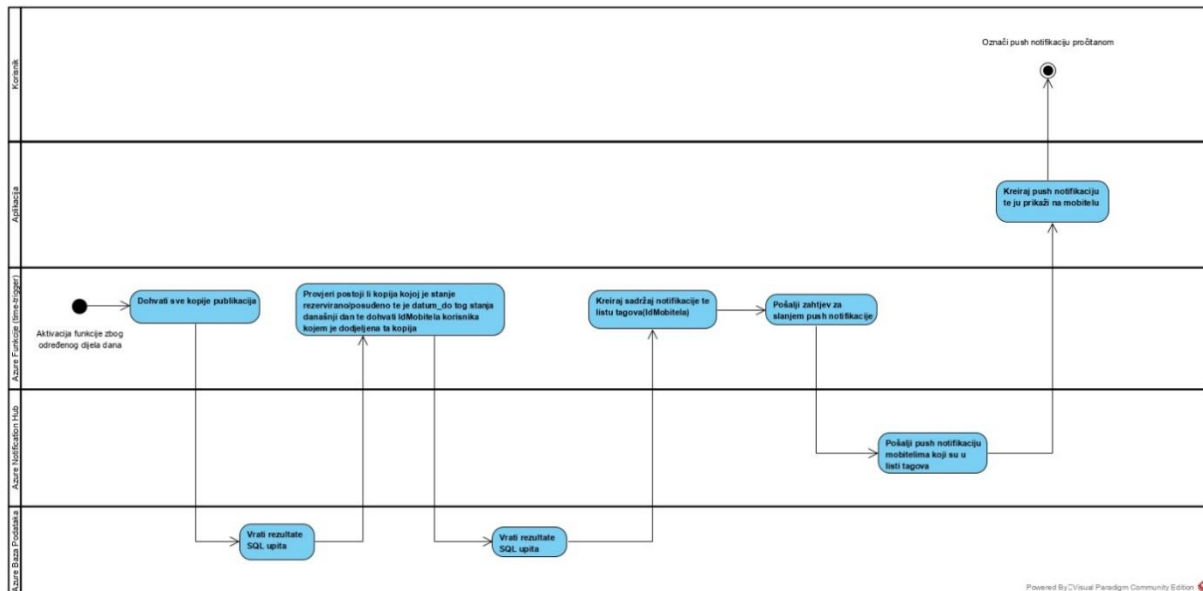 Korisnik
Označi push notifikaciju pročitanom
Aplikacija
Kreiraj push notifikaciju
te ju prikaži na mobitelu
Azure Funkcije (time-trigger)
Aktivacija funkcije zbog
određenog dijela dana
Dohvati sve kopije publikacija
Provjeri postoji li kopija kojoj je stanje
rezervirano/posuđeno te je datum_do tog stanja
današnji dan te dohvati IdMobitela korisnika
kojem je dodjeljena ta kopija
Kreiraj sadržaj notifikacije te
listu tagova(IdMobitela)
Pošalji zahtjev za
slanjem push notifikacije
Azure Notification Hub
Pošalji push notifikaciju
mobitelima koji su u
listi tagova
Azure Baza Podataka
Vrati rezultate
SQL upita
Vrati rezultate
SQL upita
Powered By Visual Paradigm Community Edition